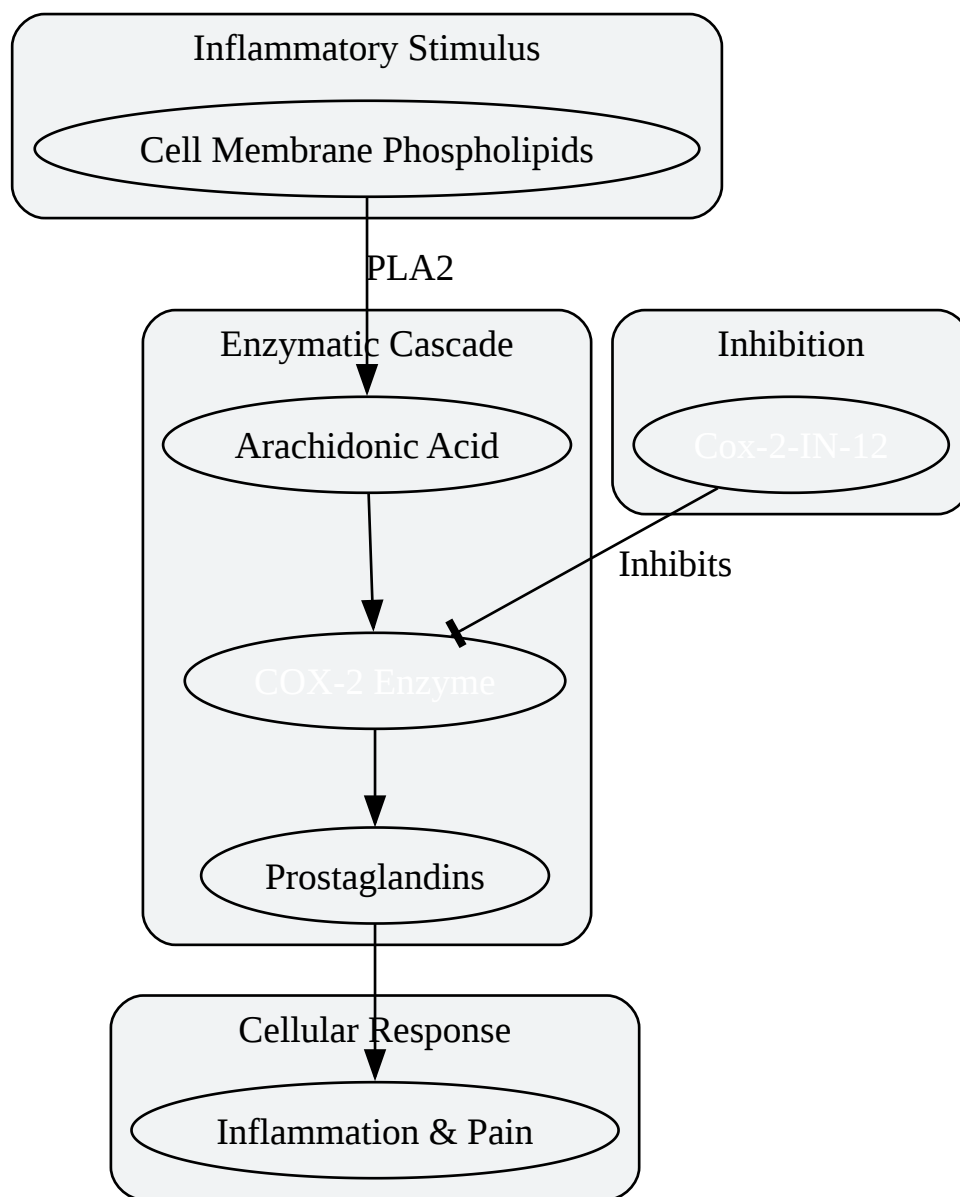 Inflammatory Stimulus
Cell Membrane Phospholipids
PLA2
Enzymatic Cascade
Inhibition
Arachidonic Acid
Cox-2-IN-12
Inhibits
COX-2 Enzyme
Prostaglandins
Cellular Response
Inflammation & Pain